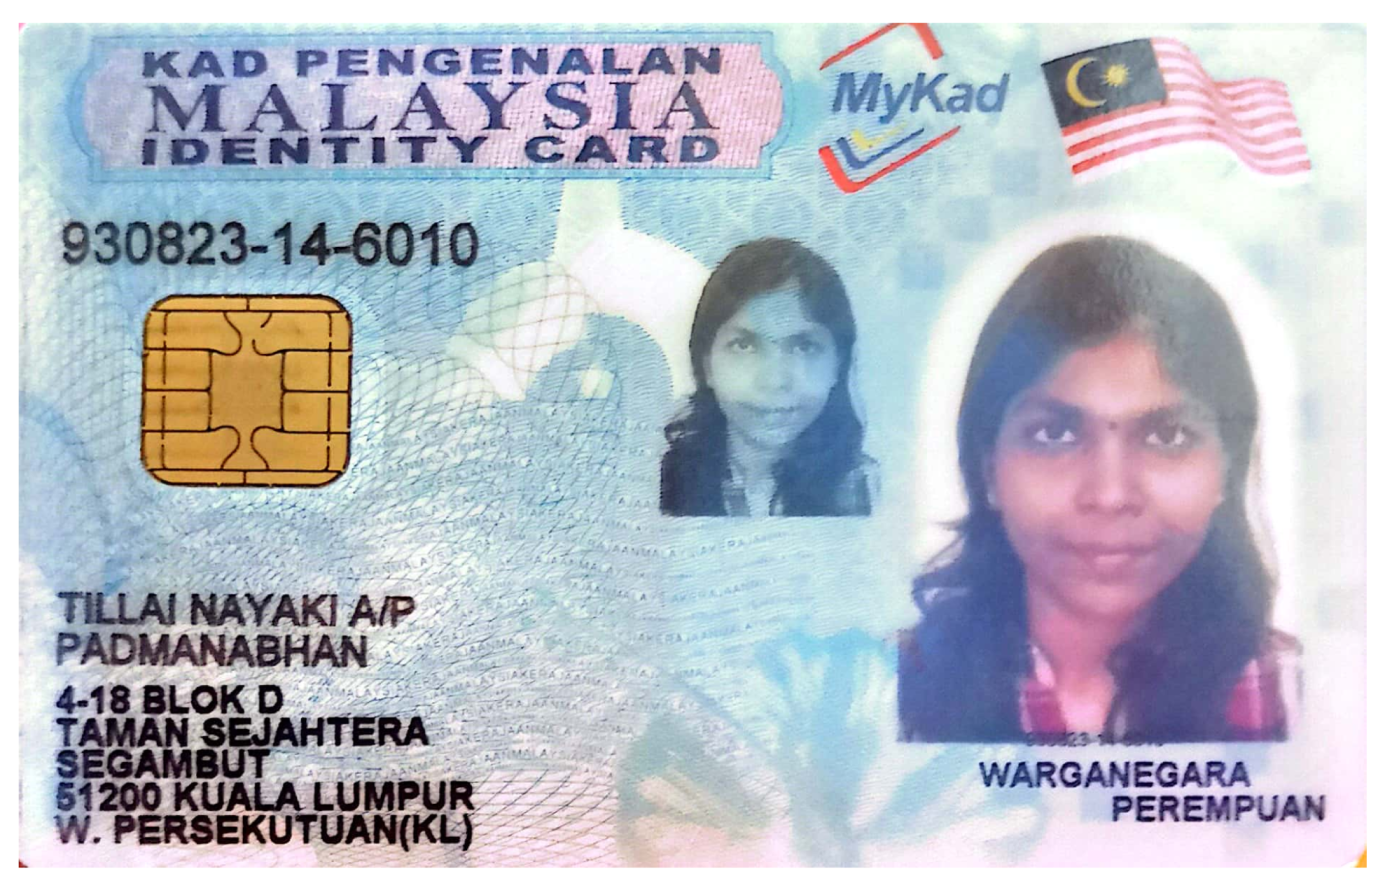 KAD PENGENALAN
MALAYSIA
IDENTITY CARD
MyKad
930823-14-6010
TILLAI NAYAKI A/P
PADMANABHAN
4-18 BLOK D
TAMAN SEJAHTERA
SEGAMBUT
51200 KUALA LUMPUR
W. PERSEKUTUAN(KL)
WARGANEGARA
PEREMPUAN